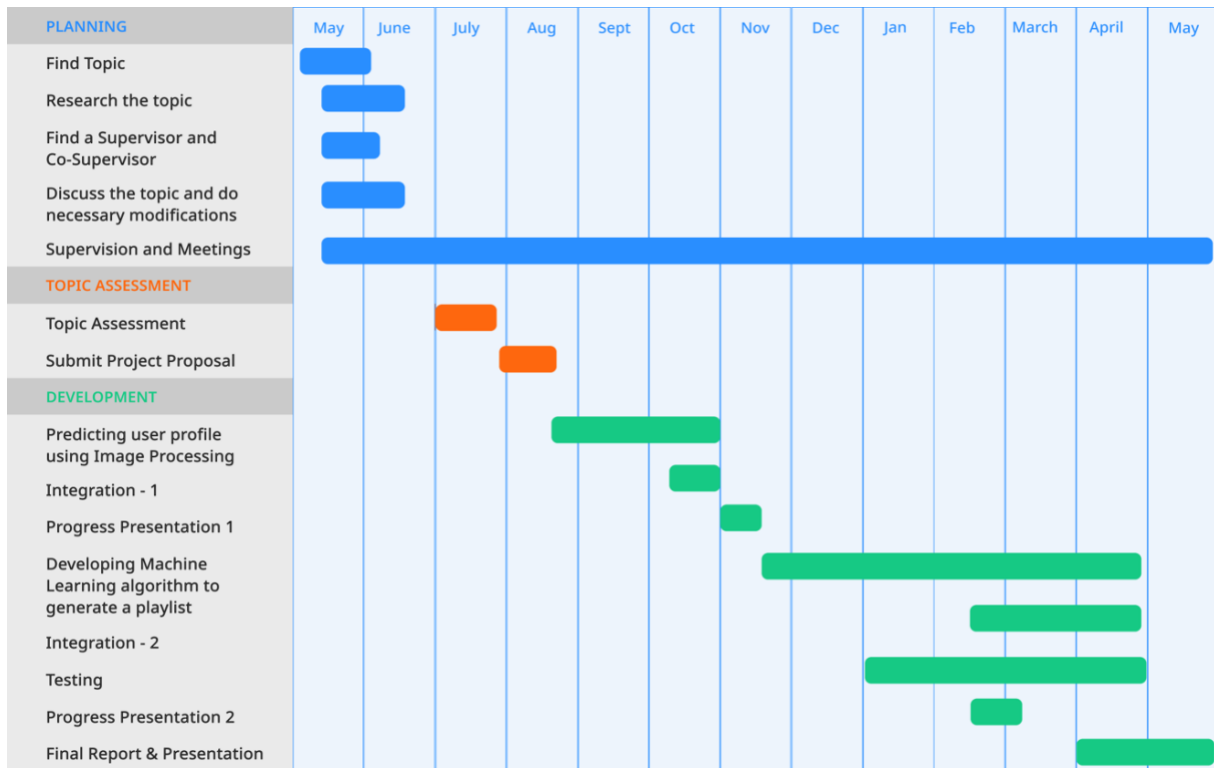 PLANNING
May June July Aug Sept Oct Nov Dec Jan Feb March April May
Find Topic
Research the topic
Find a Supervisor and
Co-Supervisor
Discuss the topic and do
necessary modifications
Supervision and Meetings
TOPIC ASSESSMENT
Topic Assessment
Submit Project Proposal
DEVELOPMENT
Predicting user profile
using Image Processing
Integration - 1
Progress Presentation 1
Developing Machine
Learning algorithm to
generate a playlist
Integration - 2
Testing
Progress Presentation 2
Final Report & Presentation